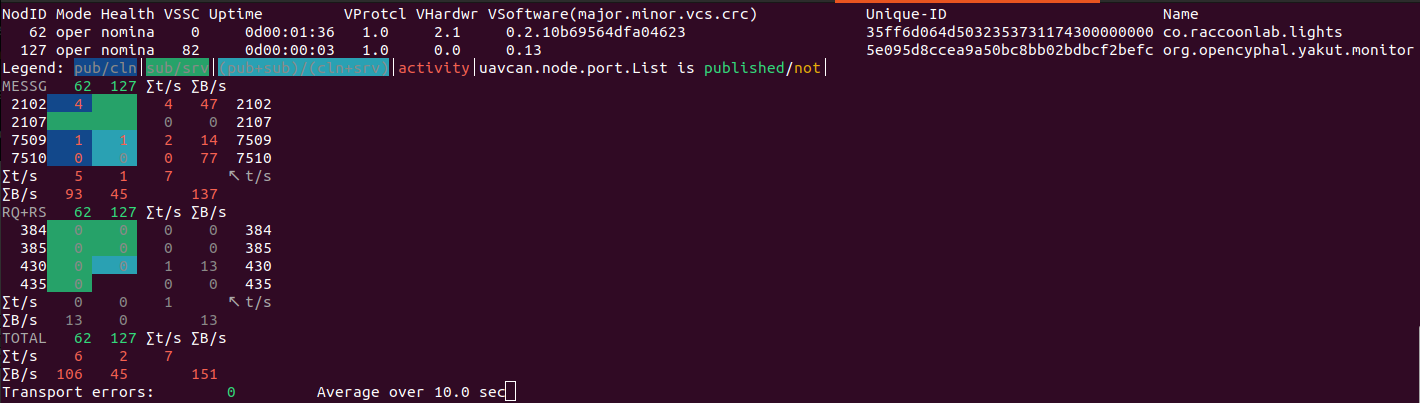 NodID Mode Health VSSC Uptime VProtcl VHardwr VSoftware(major.minor.vcs.crc) Unique-ID Name
62 oper nomina 0 0d00:01:36 1.0 2.1 0.2.10b69564dfa04623 35ff6d064d5032353731174300000000 co.raccoonlab.lights
127 oper nomina 82 0d00:00:03 1.0 0.0 0.13 5e095d8ccea9a50bc8bb02bdbcf2befc org.opencyphal.yakut.monitor
Legend: pub/cln|sub/srv|(pub+sub)/(cln+srv)|activity|uavcan.node.port.List is published/not|
MESSG 62 127 ∑t/s ∑B/s
2102 4 4 47 2102
2107 0 0 2107
7509 1 1 2 14 7509
7510 0 0 0 77 7510
∑t/s 5 1 7 ↖t/s
∑B/s 93 45 137
RQ+RS 62 127 ∑t/s ∑B/s
384 0 0 0 0 384
385 0 0 0 0 385
430 0 0 1 13 430
435 0 0 0 435
∑t/s 0 0 1 ↖t/s
∑B/s 13 0 13
TOTAL 62 127 ∑t/s ∑B/s
∑t/s 6 2 7
∑B/s 106 45 151
Transport errors: 0 Average over 10.0 sec